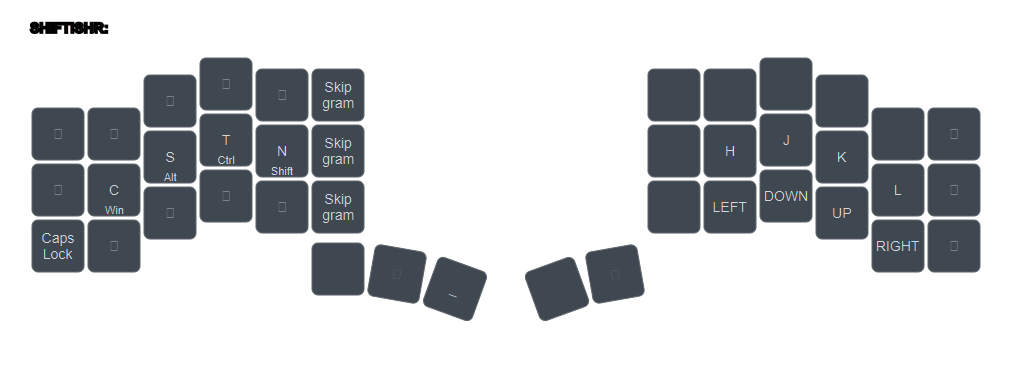 SHIFTISHR:
Skip
gram
T
Ctrl
S
Alt
N
Shift
Skip
gram
C
Win
Skip
gram
Caps
Lock
_
H
J
K
L
LEFT
DOWN
UP
RIGHT